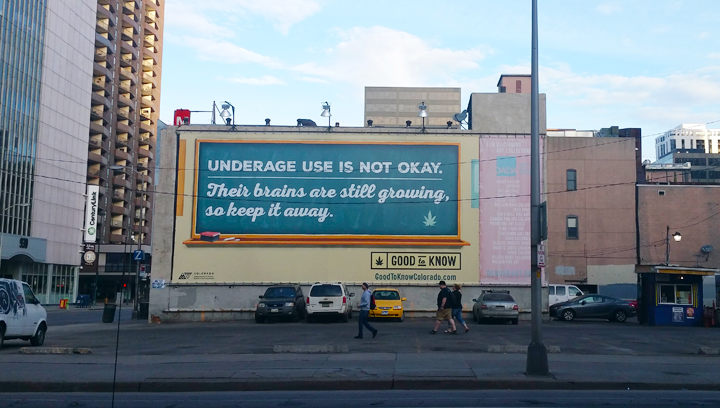 UNDERAGE USE IS NOT OKAY.
Their brains are still growing,
so keep it away.
GOOD to KNOW
GoodToKnowColorado.com
COLORADO
CenturyLink
Z